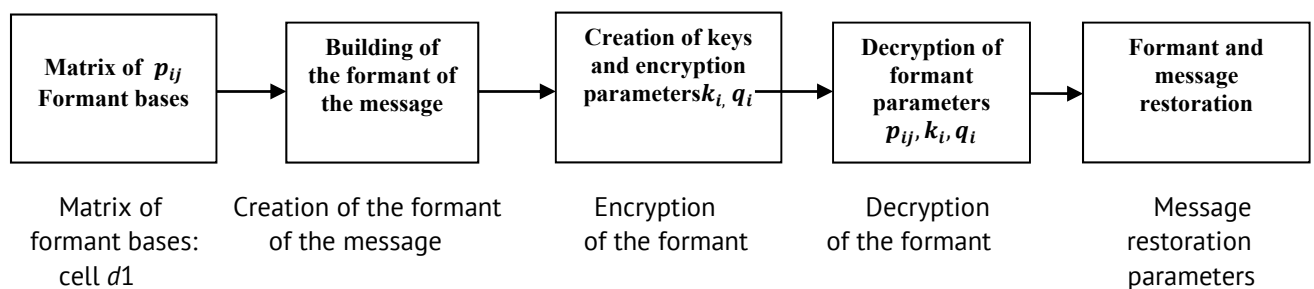 Matrix of p_ij
Formant bases
Building of
the formant of
the message
Creation of keys
and encryption
parametersk_i, q_i
Decryption of
formant
parameters
p_ij, k_i, q_i
Formant and
message
restoration
Matrix of
formant bases:
cell d1
Creation of the formant
of the message
Encryption
of the formant
Decryption
of the formant
Message
restoration
parameters